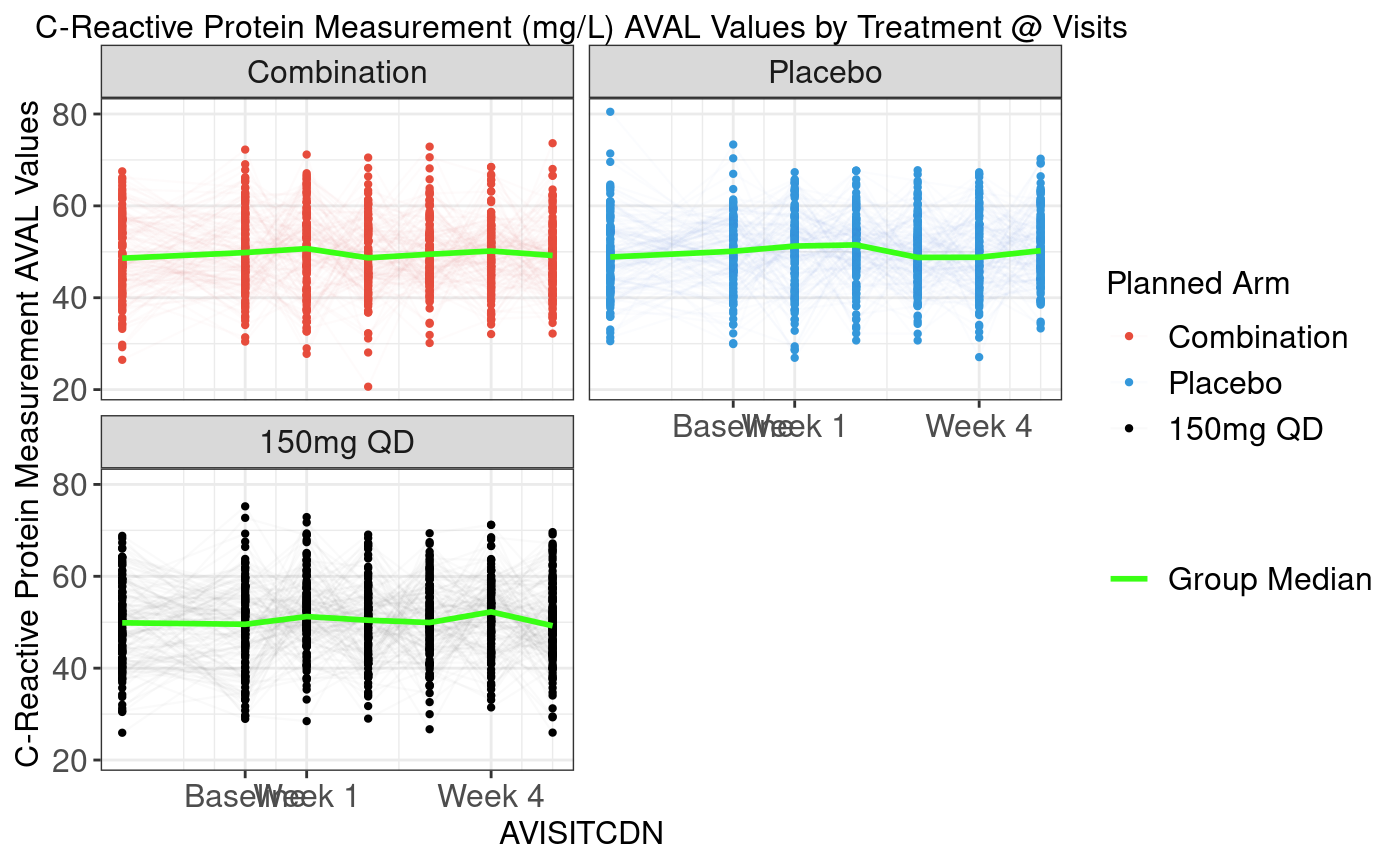 C-Reactive Protein Measurement (mg/L) AVAL Values by Treatment @ Visits
Combination
Placebo
C-Reactive Protein Measurement AVAL Values
80
60
40
20
Baseline
Week 1
Week 4
150mg QD
80
60
40
20
Baseline
Week 1
Week 4
AVISITCDN
Planned Arm
Combination
Placebo
150mg QD
Group Median